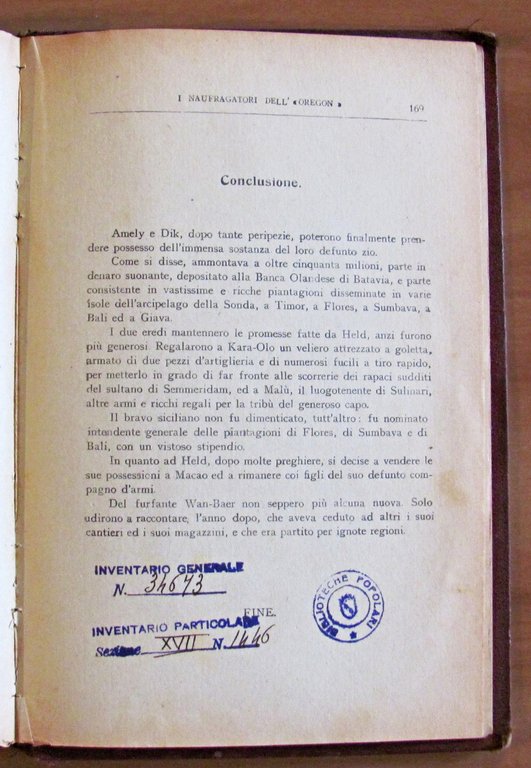 I NAUFRAGATORI DELL' «OREGON» 169
Conclusione.
Amely e Dik, dopo tante peripezie, poterono finalmente pren-
dere possesso dell'immensa sostanza del loro defunto zio.
Come si disse, ammontava a oltre cinquanta milioni, parte in
denaro suonante, depositato alla Banca Olandese di Batavia, e parte
consistente in vastissime e ricche piantagioni disseminate in varie
isole dell'arcipelago della Sonda, a Timor, a Flores, a Sumbava, a
Bali ed a Giava.
I due eredi mantennero le promesse fatte da Held, anzi furono
più generosi. Regalarono a Kara-Olo un veliero attrezzato a goletta,
armato di due pezzi d'artiglieria e di numerosi fucili a tiro rapido,
per metterlo in grado di far fronte alle scorrerie dei rapaci sudditi
del sultano di Semmeridam, ed a Malù, il luogotenente di Sulinari,
altre armi e ricchi regali per la tribù del generoso capo.
Il bravo siciliano non fu dimenticato, tutt'altro: fu nominato
intendente generale delle piantagioni di Flores, di Sumbava e di
Bali, con un vistoso stipendio.
In quanto ad Held, dopo molte preghiere, si decise a vendere le
sue possessioni a Macao ed a rimanere coi figli del suo defunto com-
pagno d'armi.
Del furfante Wan-Baer non seppero più alcuna nuova. Solo
udirono a raccontare, l'anno dopo, che aveva ceduto ad altri i suoi
cantieri ed i suoi magazzini, e che era partito per ignote regioni.
INVENTARIO GENERALE
N. 34673
FINE.
INVENTARIO PARTICOLARE
Sezione XVII N. 1446
BIBLIOTECHE POPOLARI